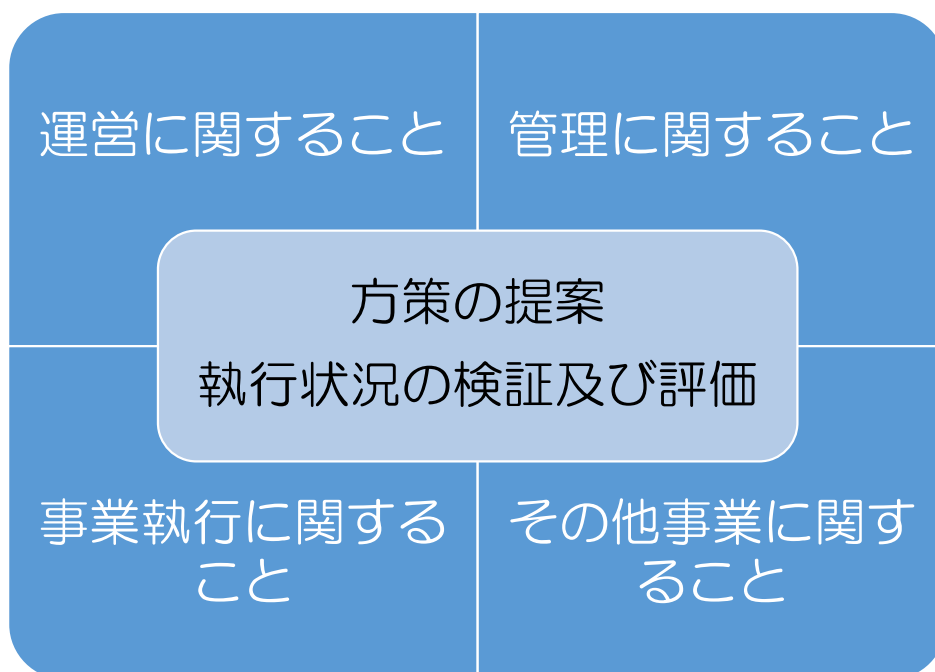 運営に関すること
管理に関すること
方策の提案
執行状況の検証及び評価
事業執行に関する
こと
その他事業に関す
ること